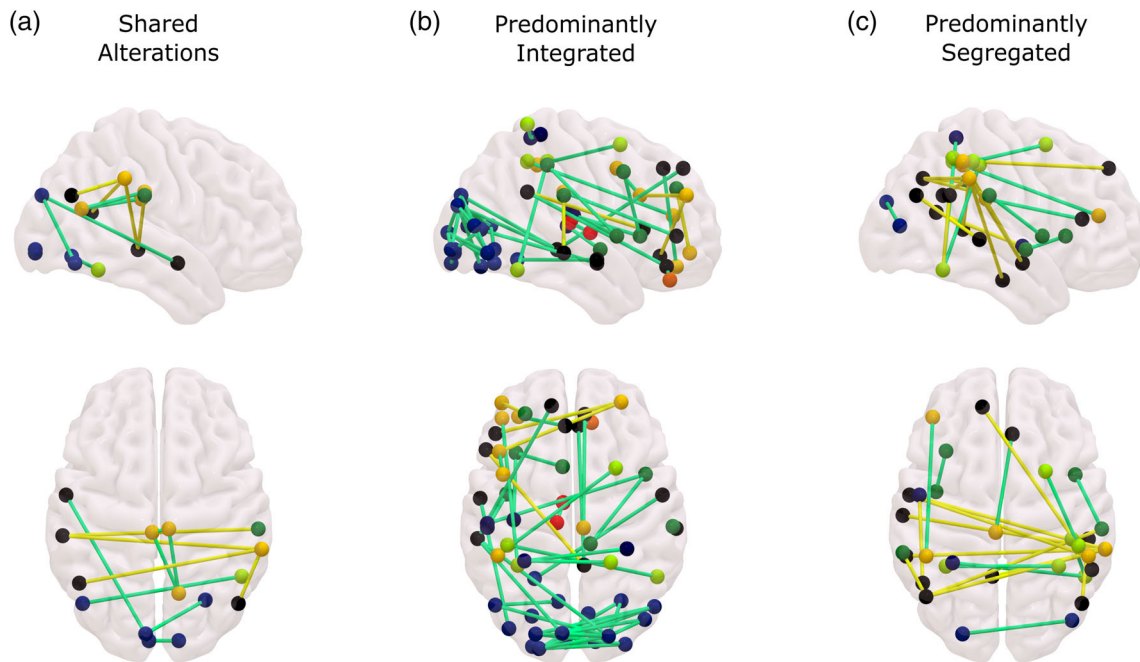 (a)
Shared
Alterations
(b)
Predominantly
Integrated
(c)
Predominantly
Segregated